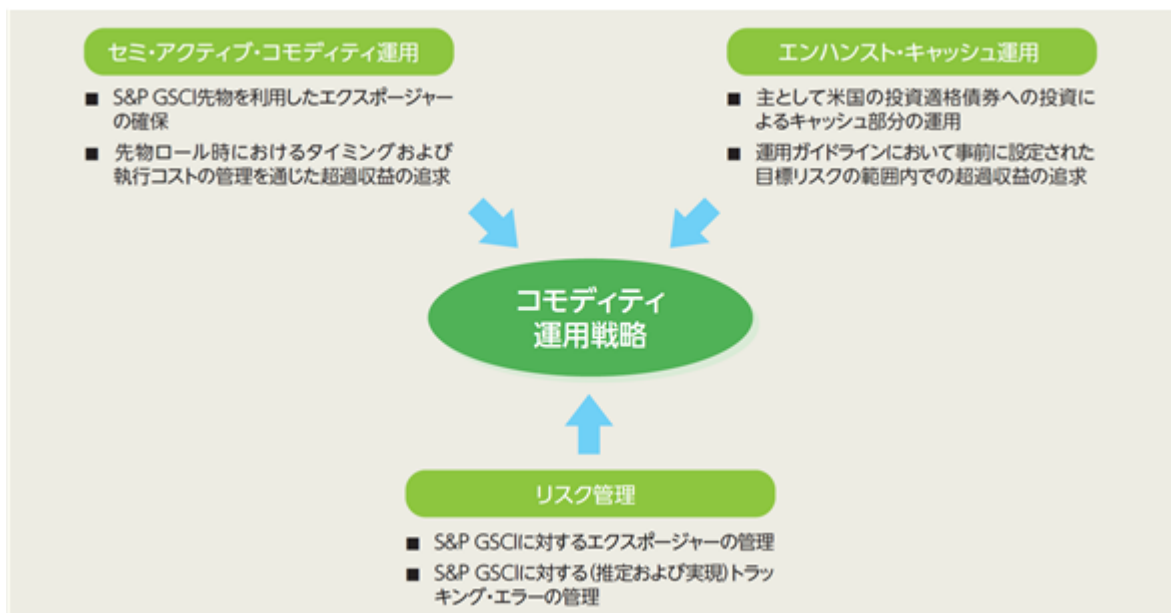 セミ・アクティブ・コモディティ運用
■ S&P GSCI先物を利用したエクスポージャー
の確保
■ 先物ロール時におけるタイミングおよび
執行コストの管理を通じた超過収益の追求
エンハンスト・キャッシュ運用
■ 主として米国の投資適格債券への投資に
よるキャッシュ部分の運用
■ 運用ガイドラインにおいて事前に設定された
目標リスクの範囲内での超過収益の追求
コモディティ
運用戦略
リスク管理
■ S&P GSCIに対するエクスポージャーの管理
■ S&P GSCIに対する(推定および実現)トラッ
キング・エラーの管理